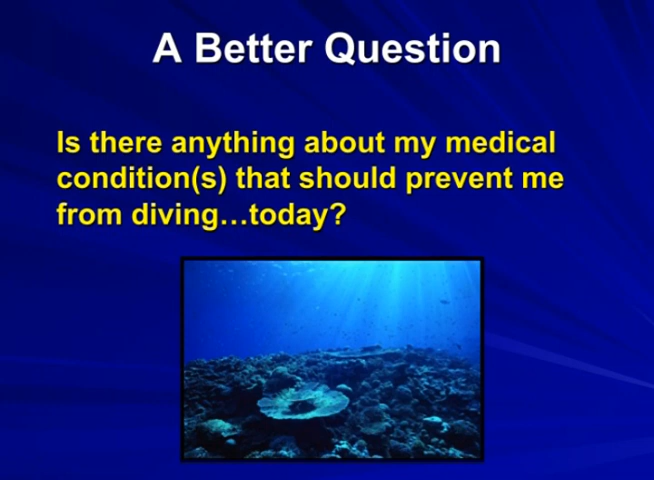 A Better Question
Is there anything about my medical
condition(s) that should prevent me
from diving…today?